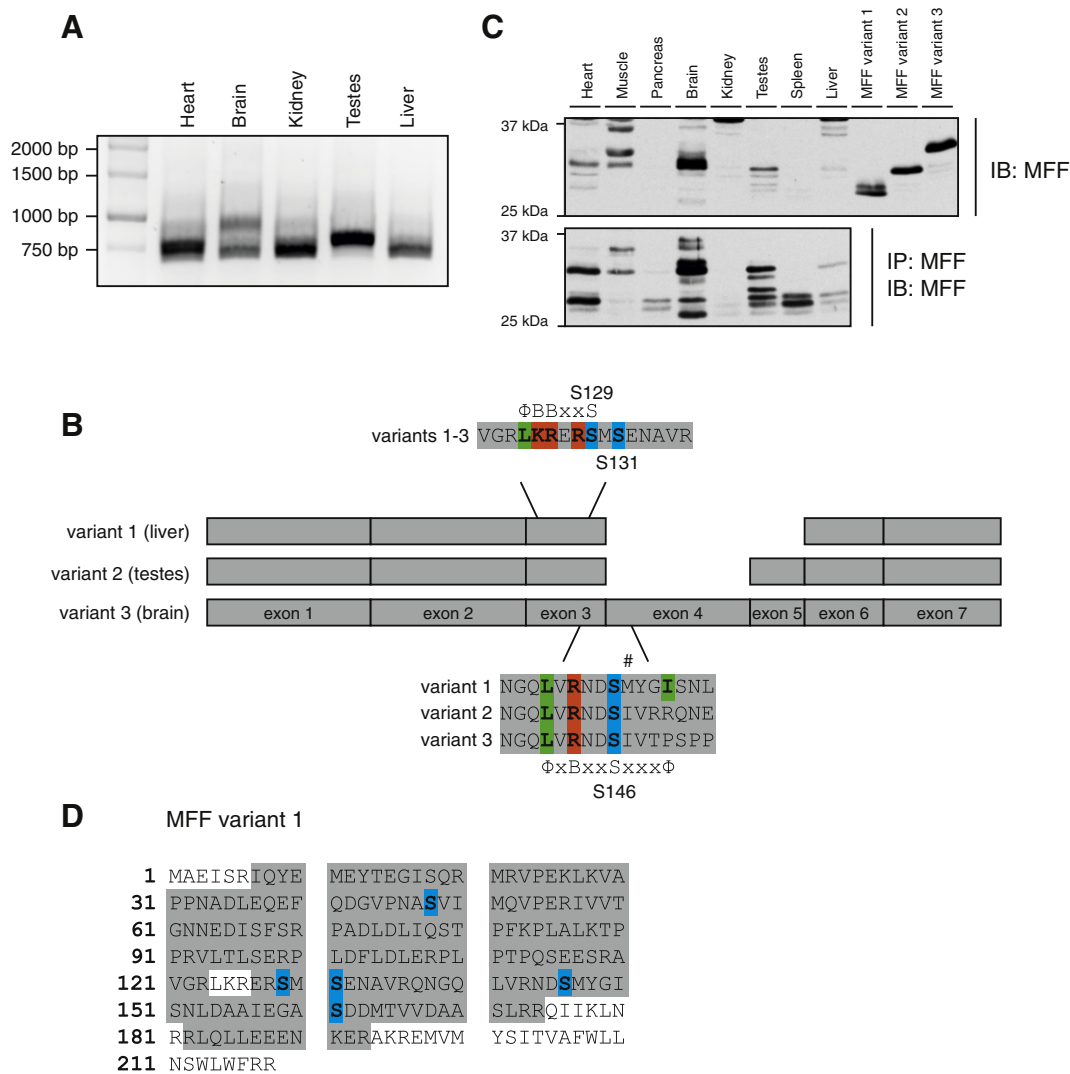 A
Heart
Brain
Kidney
Testes
Liver
2000 bp
1500 bp
1000 bp
750 bp
C
Heart
Muscle
Pancreas
Brain
Kidney
Testes
Spleen
Liver
MFF variant 1
MFF variant 2
MFF variant 3
37 kDa
25 kDa
IB: MFF
37 kDa
25 kDa
IP: MFF
IB: MFF
B
S129
ΦBBxxS
variants 1-3 VGRLKRERSMSENAVR
S131
variant 1 (liver)
variant 2 (testes)
variant 3 (brain) exon 1 exon 2 exon 3 exon 4 exon 5 exon 6 exon 7
#
variant 1 NGQLVRNDSMYGISNL
variant 2 NGQLVRNDSIVRRQNE
variant 3 NGQLVRNDSIVTPSPP
ΦxBxxSxxxΦ
S146
D
MFF variant 1
1 MAEISRIQYE MEYTEGISQR MRVPEKLKVA
31 PPNADLEQEF QDGVPNASVI MQVPERIVVT
61 GNNEDISFSR PADLDLIQST PFKPLALKTP
91 PRVLTLSERP LDFLDLERPL PTPQSEESRA
121 VGRLKRERSM SENAVRQNGQ LVRNDSMYGI
151 SNLDAAIEGA SDDMTVVDAA SLRRQIIKLN
181 RRLQLLEEEN KERAKREMVM YSITVAFWLL
211 NSWLWFRR